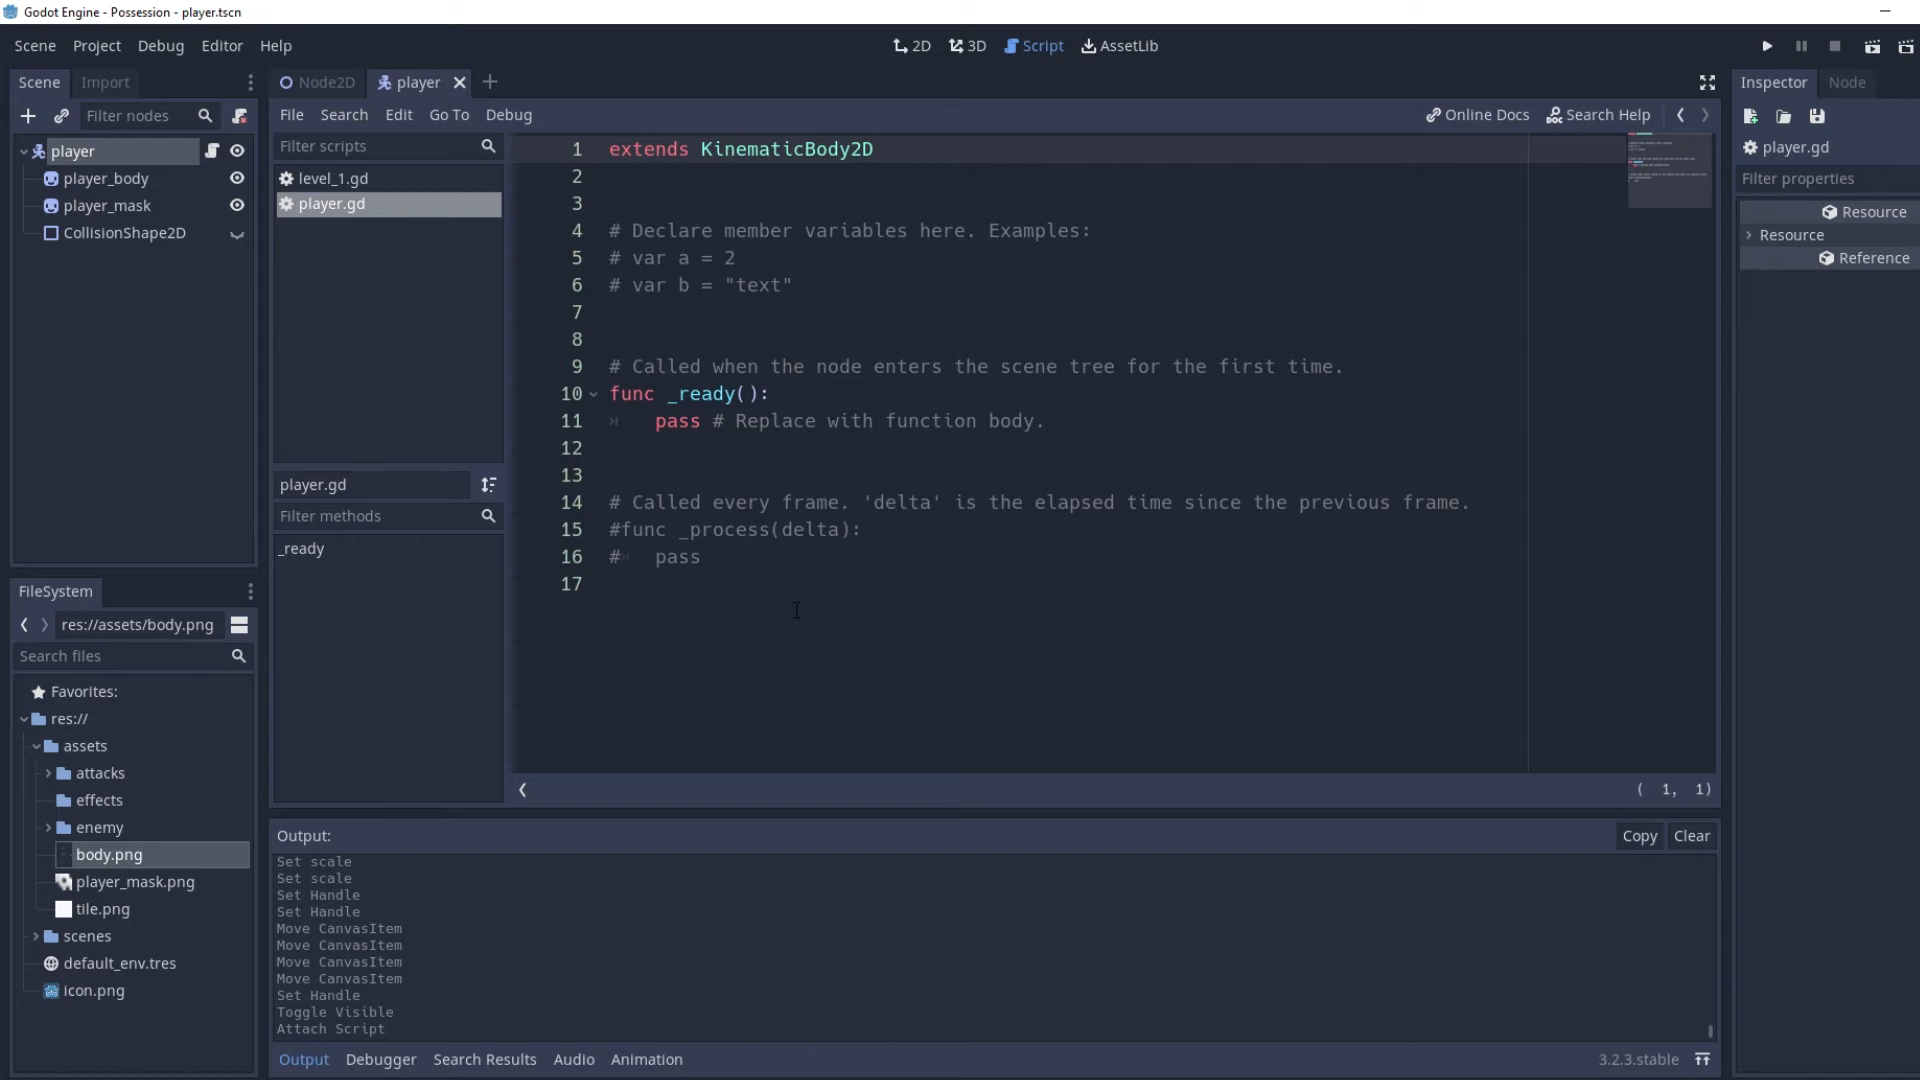 Godot Engine - Possession - player.tscn
Scene Project Debug Editor Help
2D 3D Script AssetLib
Scene Import
Filter nodes
player
player_body
player_mask
CollisionShape2D
Node2D player
File Search Edit Go To Debug
Online Docs Search Help
Filter scripts
level_1.gd
player.gd
player.gd
Filter methods
_ready
1 extends KinematicBody2D
2
3
4 # Declare member variables here. Examples:
5 # var a = 2
6 # var b = "text"
7
8
9 # Called when the node enters the scene tree for the first time.
10 func _ready():
11 pass # Replace with function body.
12
13
14 # Called every frame. 'delta' is the elapsed time since the previous frame.
15 #func _process(delta):
16 # pass
17
( 1, 1)
Inspector Node
player.gd
Filter properties
Resource
Resource
Reference
FileSystem
res://assets/body.png
Search files
Favorites:
res://
assets
attacks
effects
enemy
body.png
player_mask.png
tile.png
scenes
default_env.tres
icon.png
Output:
Copy Clear
Set scale
Set scale
Set Handle
Set Handle
Move CanvasItem
Move CanvasItem
Move CanvasItem
Move CanvasItem
Set Handle
Toggle Visible
Attach Script
Output Debugger Search Results Audio Animation
3.2.3.stable